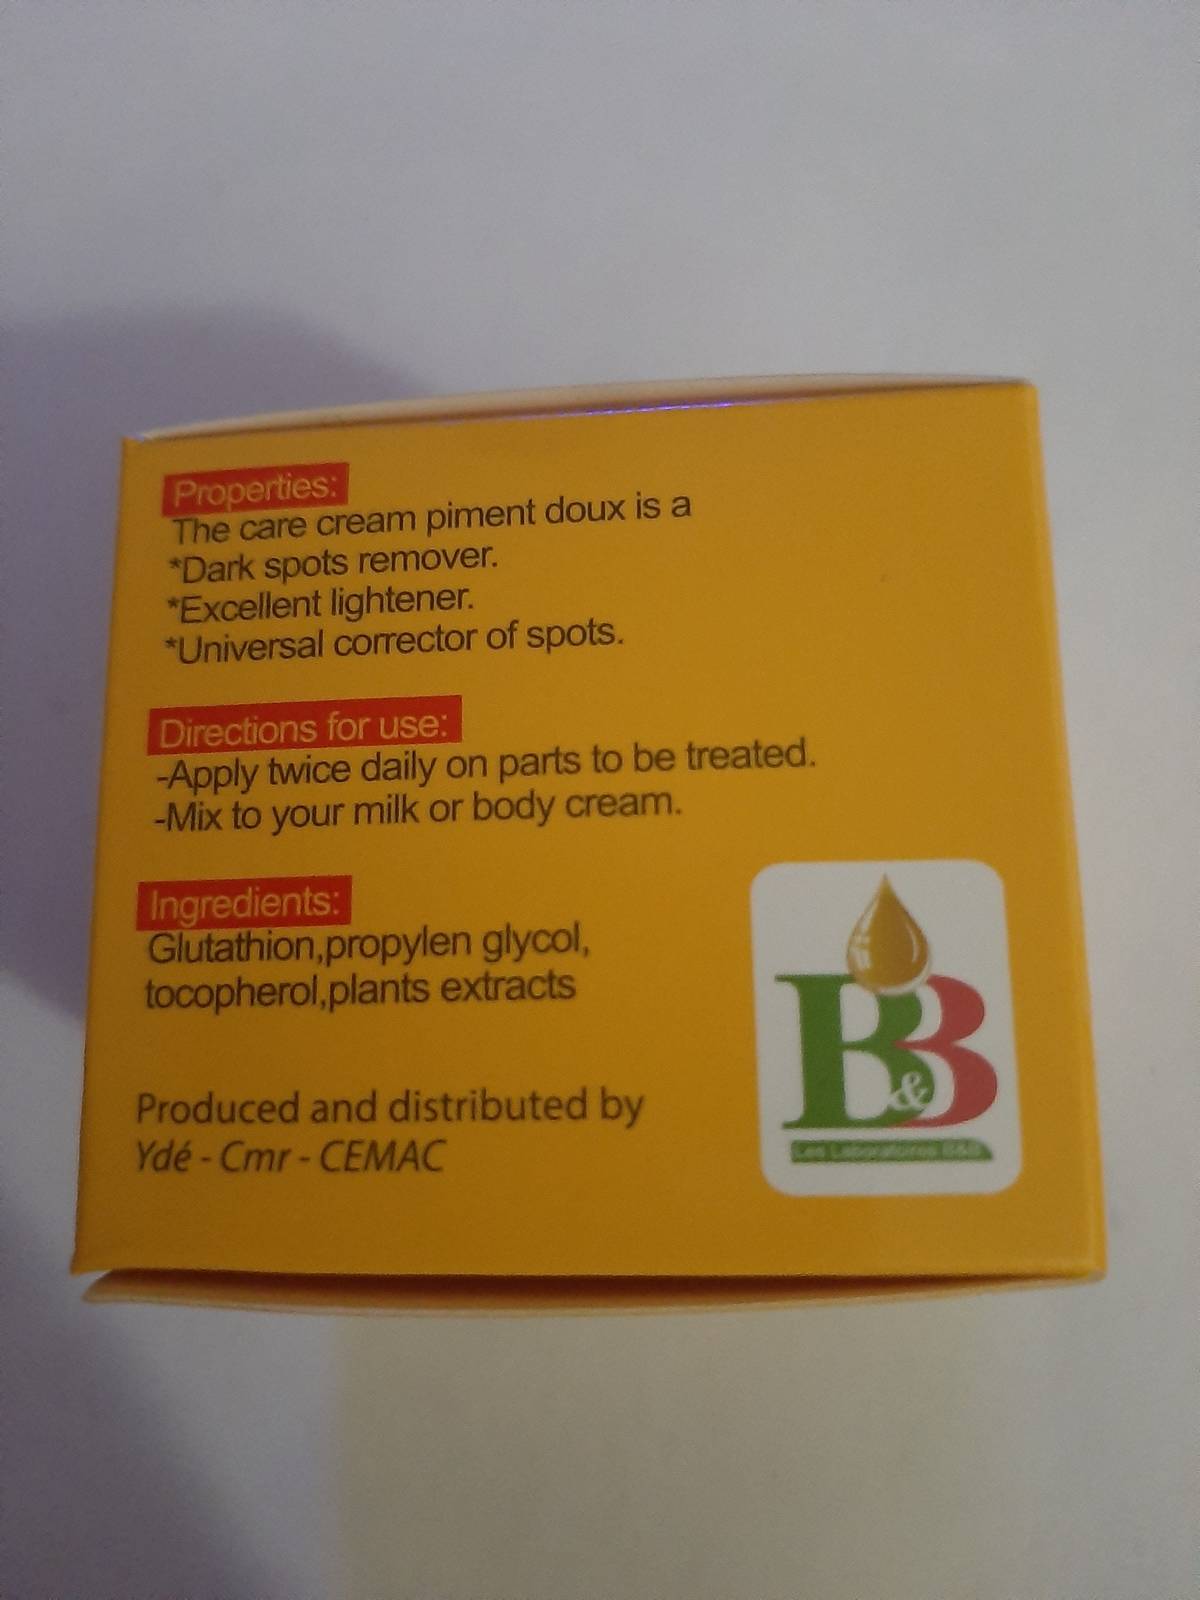 Properties:
The care cream piment doux is a
*Dark spots remover.
*Excellent lightener.
*Universal corrector of spots.
Directions for use:
-Apply twice daily on parts to be treated.
-Mix to your milk or body cream.
Ingredients:
Glutathion,propylen glycol,
tocopherol,plants extracts
Produced and distributed by
Ydé - Cmr - CEMAC
B&B
Les Laboratoires B&B